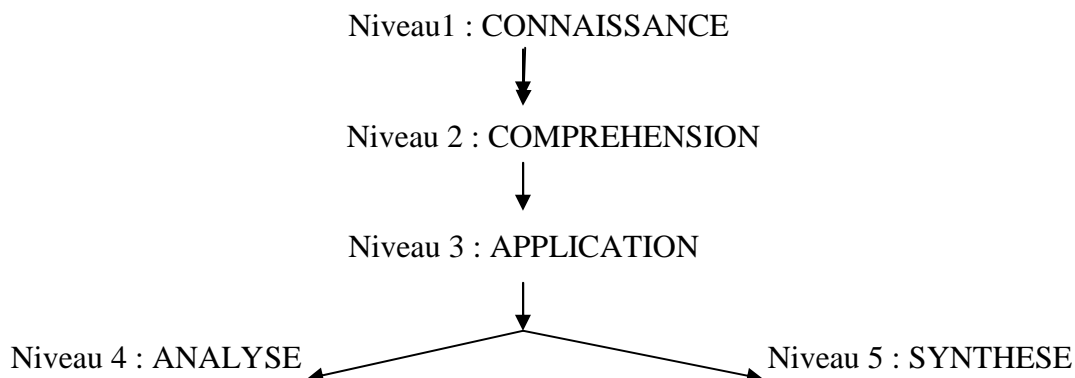 Niveau1 : CONNAISSANCE
Niveau 2 : COMPREHENSION
Niveau 3 : APPLICATION
Niveau 4 : ANALYSE
Niveau 5 : SYNTHESE